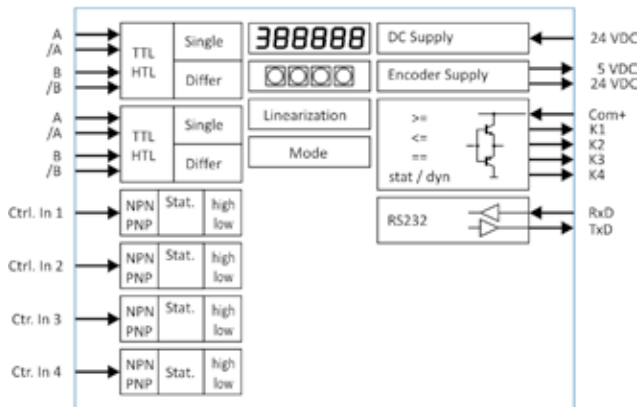 A
/A
B
/B
TTL
HTL
Single
Differ
388888
DC Supply
24 VDC
Encoder Supply
5 VDC
24 VDC
A
/A
B
/B
TTL
HTL
Single
Differ
Linearization
Mode
>=
<=
==
stat / dyn
Com+
K1
K2
K3
K4
Ctrl. In 1
NPN
PNP
Stat.
high
low
RS232
RxD
TxD
Ctrl. In 2
NPN
PNP
Stat.
high
low
Ctr. In 3
NPN
PNP
Stat.
high
low
Ctr. In 4
NPN
PNP
Stat.
high
low